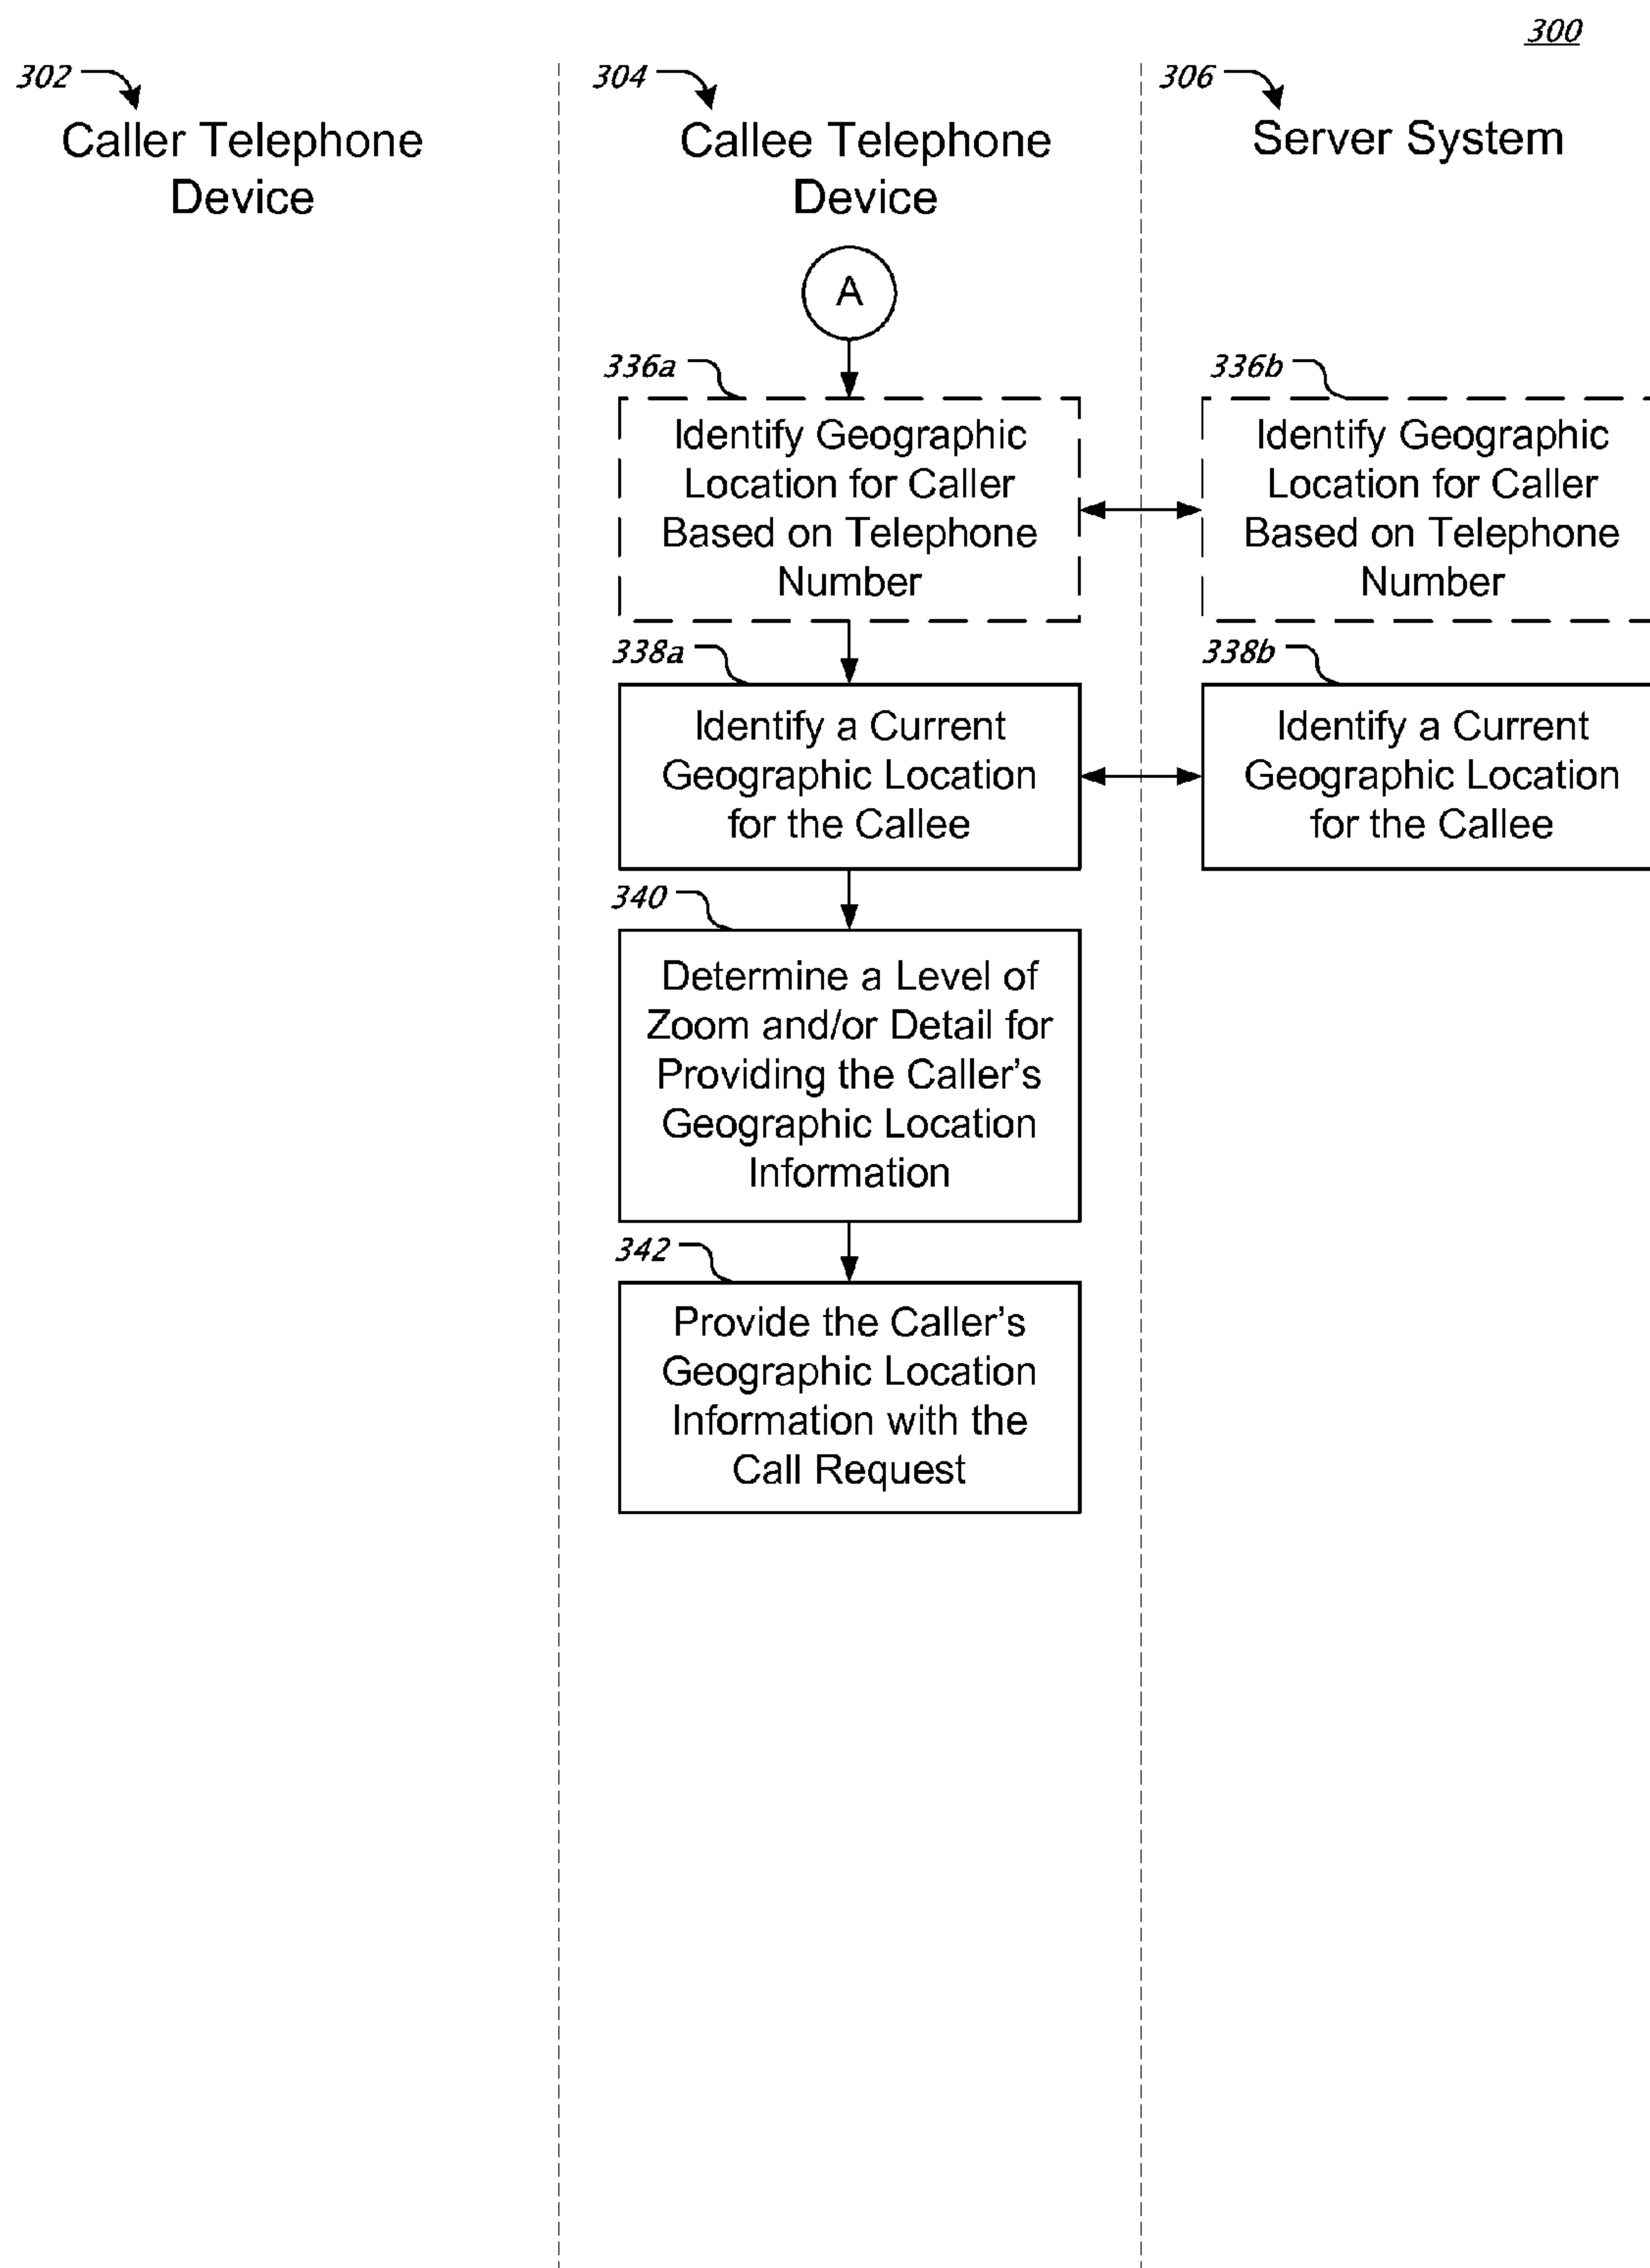 300
302
Caller Telephone
Device
304
Callee Telephone
Device
306
Server System
A
336a
Identify Geographic
Location for Caller
Based on Telephone
Number
336b
Identify Geographic
Location for Caller
Based on Telephone
Number
338a
Identify a Current
Geographic Location
for the Callee
338b
Identify a Current
Geographic Location
for the Callee
340
Determine a Level of
Zoom and/or Detail for
Providing the Caller's
Geographic Location
Information
342
Provide the Caller's
Geographic Location
Information with the
Call Request